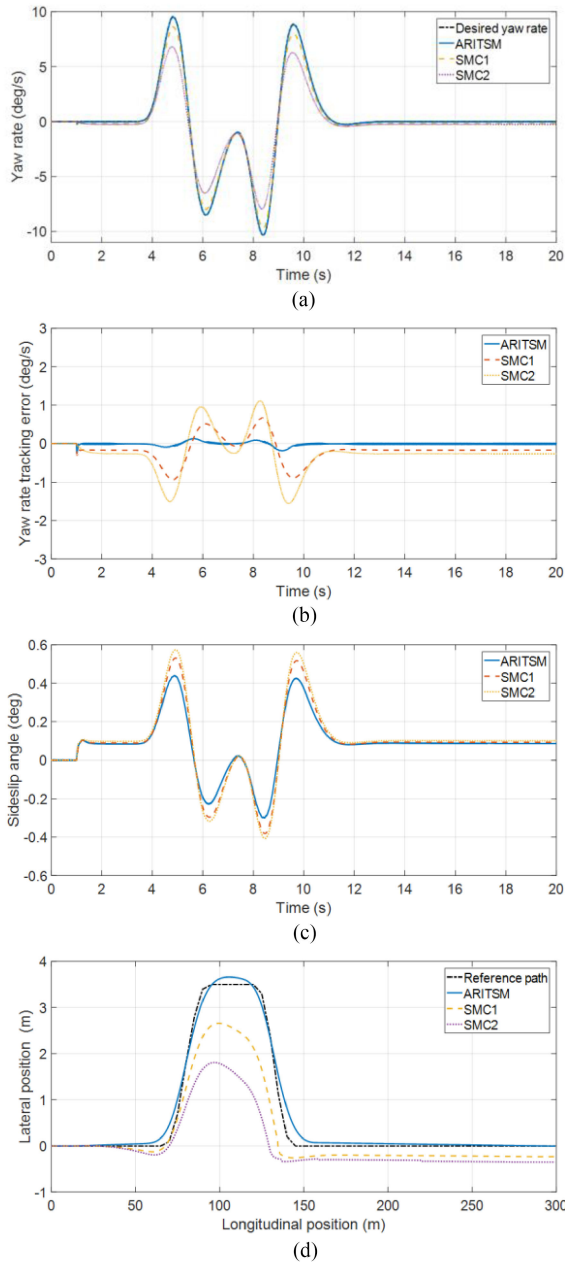 Yaw rate (deg/s)
10
5
0
-5
-10
Desired yaw rate
ARITSM
SMC1
SMC2
0 2 4 6 8 10 12 14 16 18 20
Time (s)
(a)
Yaw rate tracking error (deg/s)
3
2
1
0
-1
-2
-3
ARITSM
SMC1
SMC2
0 2 4 6 8 10 12 14 16 18 20
Time (s)
(b)
Sideslip angle (deg)
0.6
0.4
0.2
0
-0.2
-0.4
-0.6
ARITSM
SMC1
SMC2
0 2 4 6 8 10 12 14 16 18 20
Time (s)
(c)
Lateral position (m)
4
3
2
1
0
-1
Reference path
ARITSM
SMC1
SMC2
0 50 100 150 200 250 300
Longitudinal position (m)
(d)